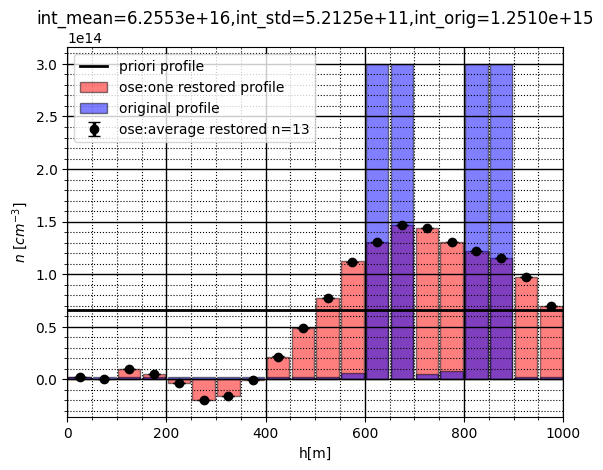 int_mean=6.2553e+16,int_std=5.2125e+11,int_orig=1.2510e+15
1e14
priori profile
ose:one restored profile
original profile
ose:average restored n=13
3.0
2.5
2.0
1.5
1.0
0.5
0.0
n [cm⁻³]
0 200 400 600 800 1000
h[m]